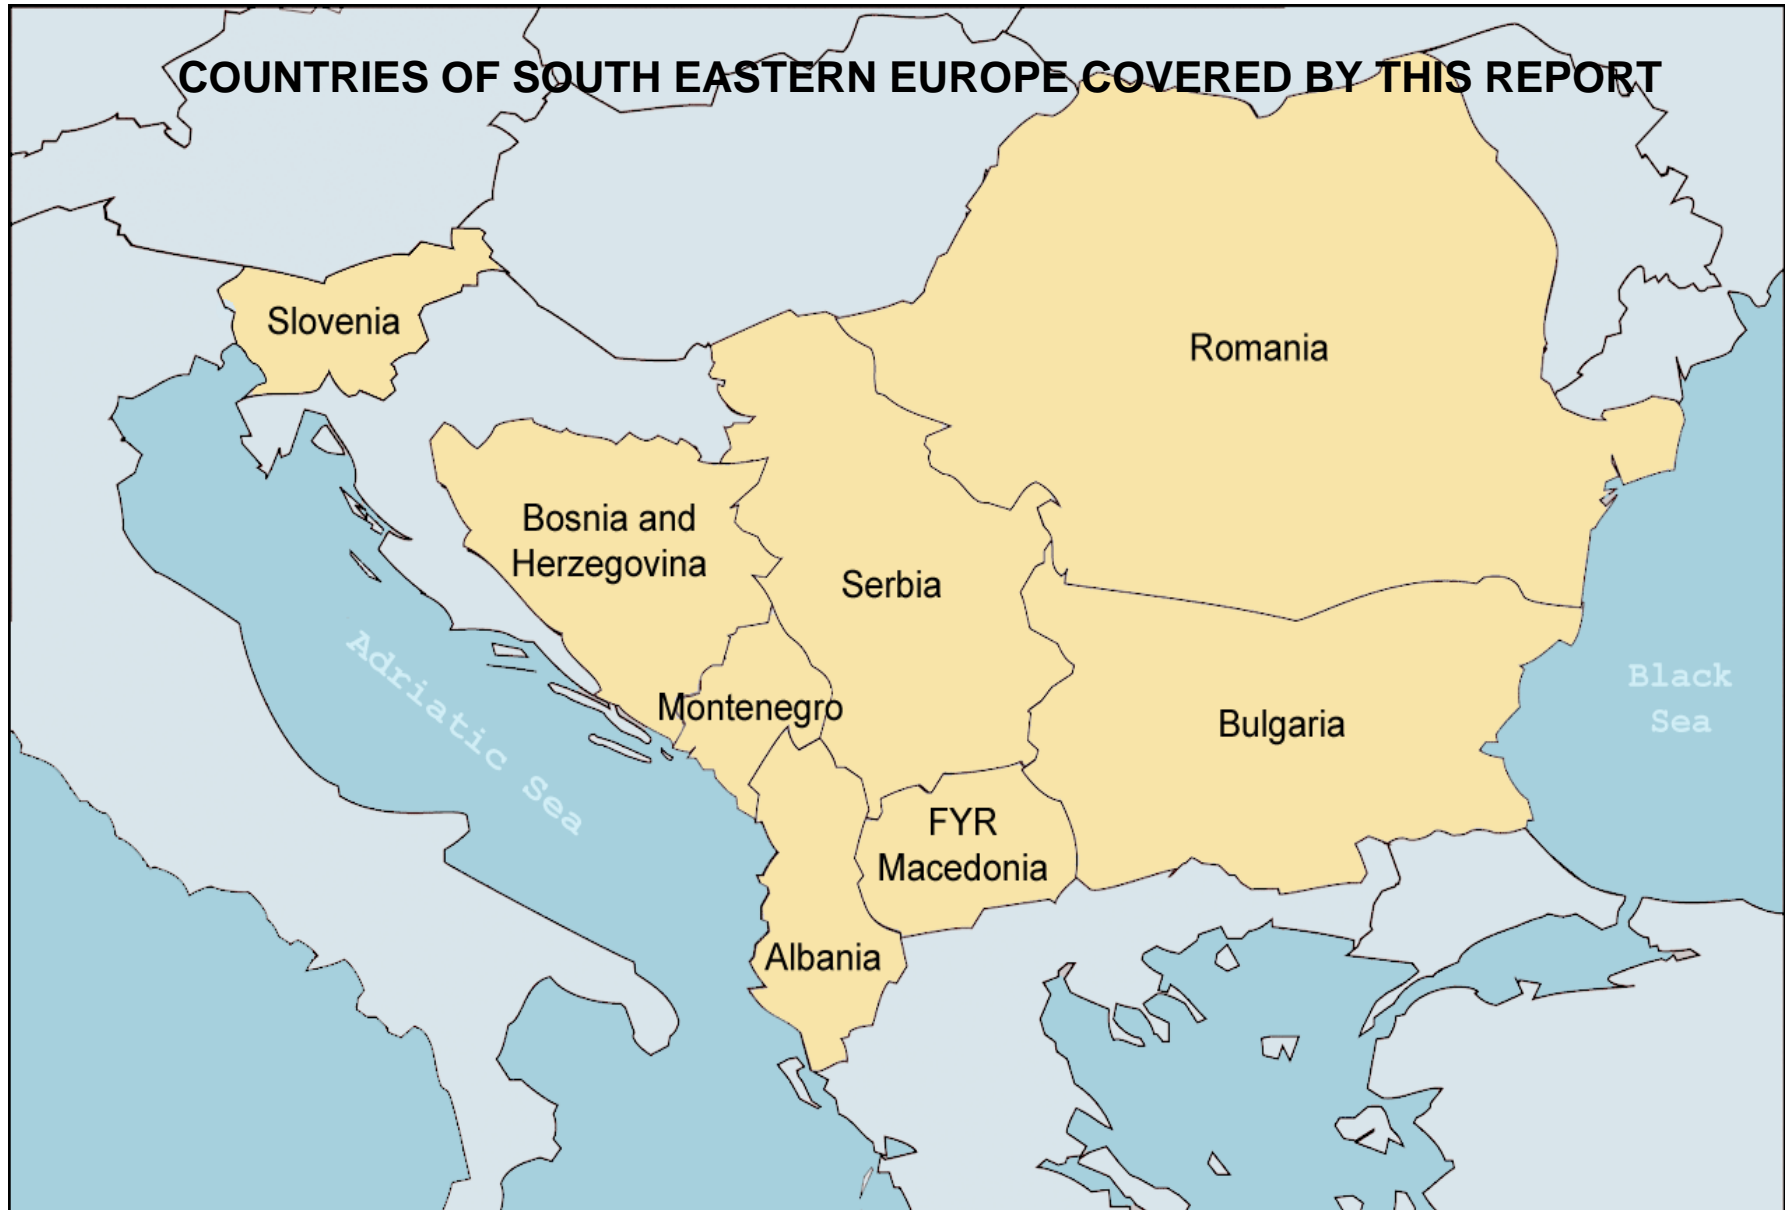 COUNTRIES OF SOUTH EASTERN EUROPE COVERED BY THIS REPORT
Slovenia
Romania
Bosnia and
Herzegovina
Serbia
Adriatic Sea
Montenegro
Black
Sea
Bulgaria
FYR
Macedonia
Albania